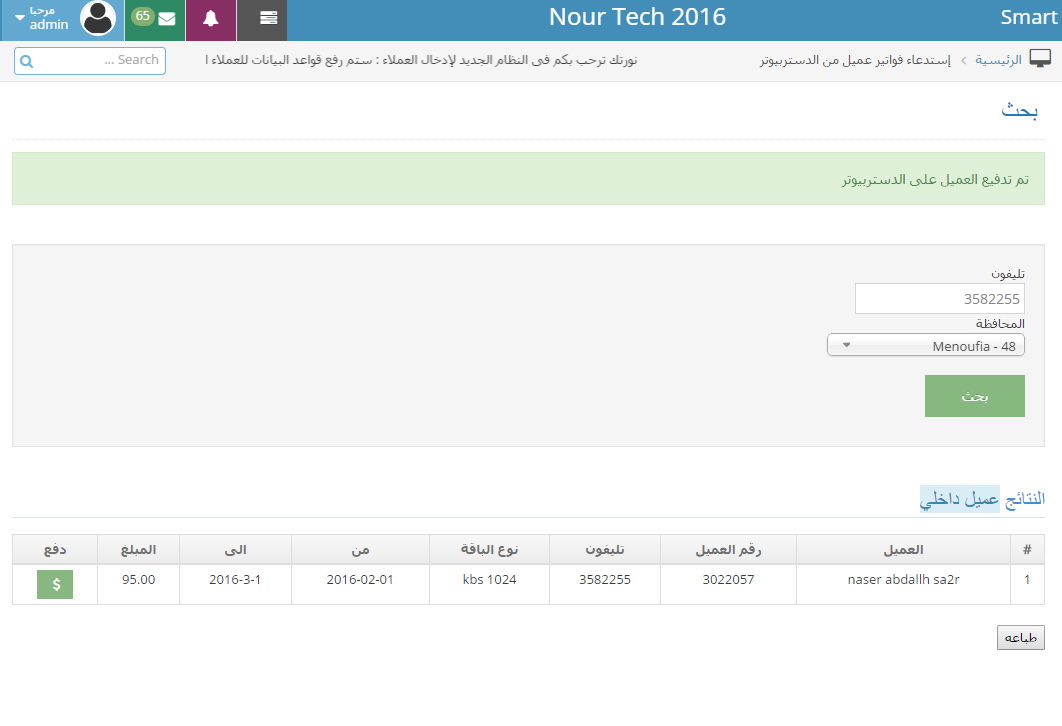 Smart
Nour Tech 2016
65
مرحبا
admin
الرئيسية
إستدعاء فواتير عميل من الدستربيوتر
نورتك ترحب بكم فى النظام الجديد لإدخال العملاء : ستم رفع قواعد البيانات للعملاء ا
Search ...
بحث
تم تدفيع العميل على الدستربيوتر
تليفون
3582255
المحافظة
Menoufia - 48
بحث
النتائج عميل داخلي
# العميل رقم العميل تليفون نوع الباقة من الى المبلغ دفع
1 naser abdallh sa2r 3022057 3582255 kbs 1024 2016-02-01 2016-3-1 95.00 $
طباعه